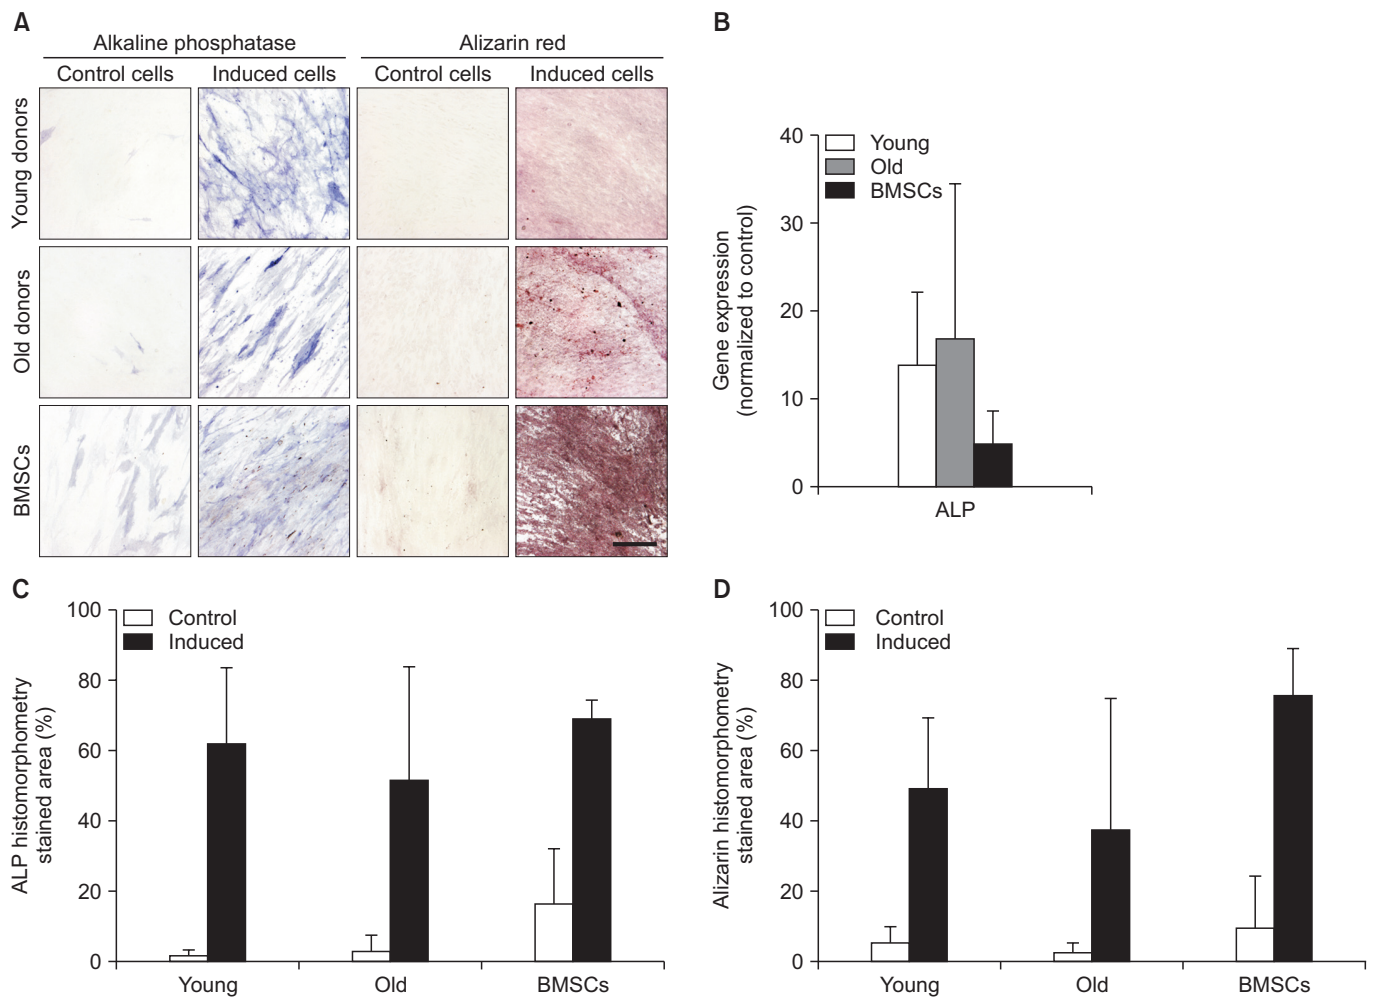 A
Alkaline phosphatase
Alizarin red
Control cells
Induced cells
Control cells
Induced cells
Young donors
Old donors
BMSCs
B
40
30
20
10
0
Gene expression
(normalized to control)
Young
Old
BMSCs
ALP
C
100
80
60
40
20
0
ALP histomorphometry
stained area (%)
Control
Induced
Young
Old
BMSCs
D
100
80
60
40
20
0
Alizarin histomorphometry
stained area (%)
Control
Induced
Young
Old
BMSCs